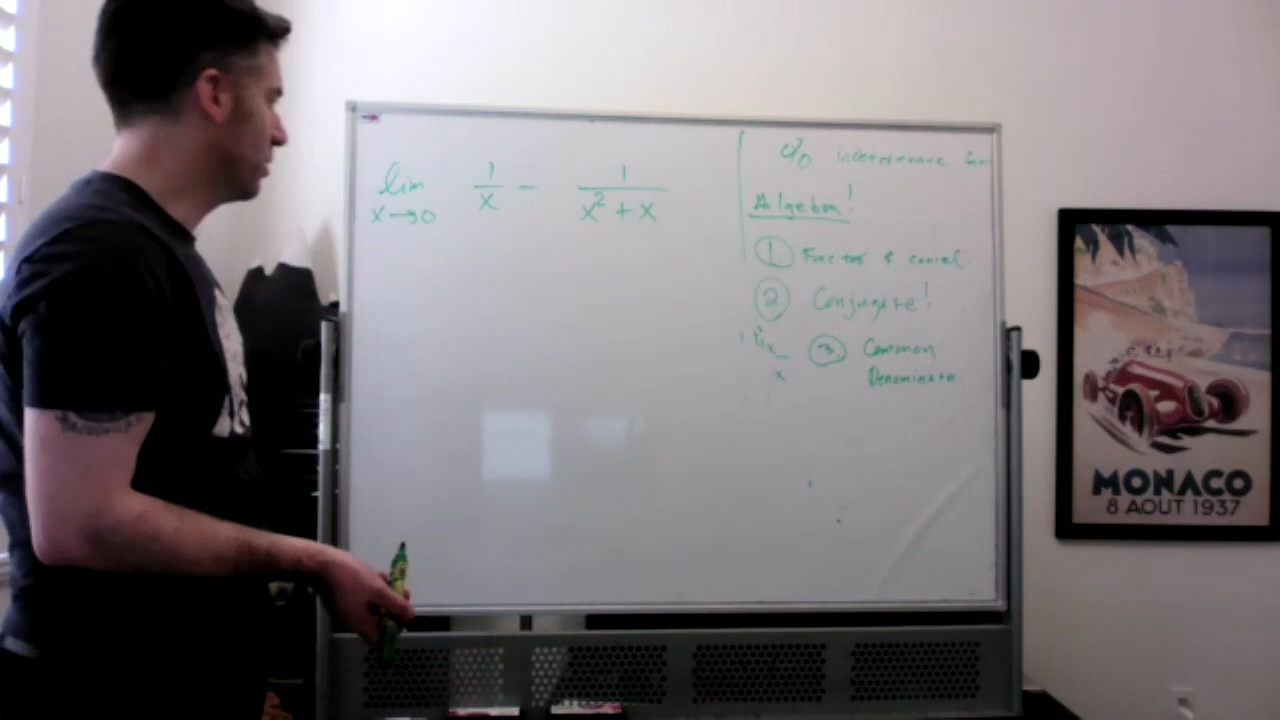 lim x→0 1/x - 1/(x² + x)
0/0 indeterminate
Algebra!
① Factor & cancel
② Conjugate!
③ Common
Denominator
MONACO
8 AOUT 1937